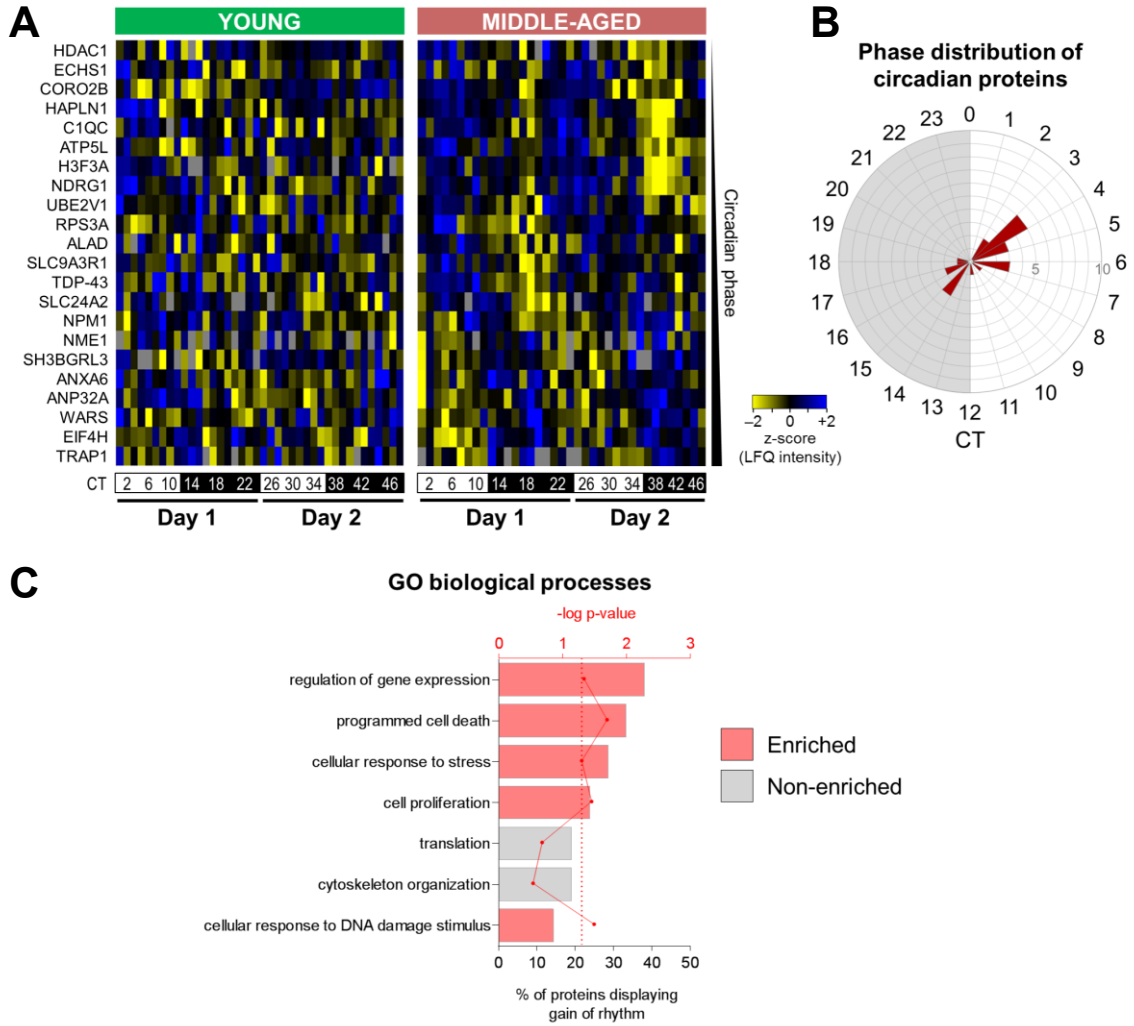 A
YOUNG
MIDDLE-AGED
HDAC1
ECHS1
CORO2B
HAPLN1
C1QC
ATP5L
H3F3A
NDRG1
UBE2V1
RPS3A
ALAD
SLC9A3R1
TDP-43
SLC24A2
NPM1
NME1
SH3BGRL3
ANXA6
ANP32A
WARS
EIF4H
TRAP1
Circadian phase
CT 2 6 10 14 18 22 26 30 34 38 42 46 2 6 10 14 18 22 26 30 34 38 42 46
Day 1 Day 2 Day 1 Day 2
−2 0 +2
z-score
(LFQ intensity)
B
Phase distribution of
circadian proteins
0
1
2
3
4
5
6
7
8
9
10
11
12
13
14
15
16
17
18
19
20
21
22
23
5 10
CT
C
GO biological processes
-log p-value
0 1 2 3
regulation of gene expression
programmed cell death
cellular response to stress
cell proliferation
translation
cytoskeleton organization
cellular response to DNA damage stimulus
0 10 20 30 40 50
% of proteins displaying
gain of rhythm
Enriched
Non-enriched